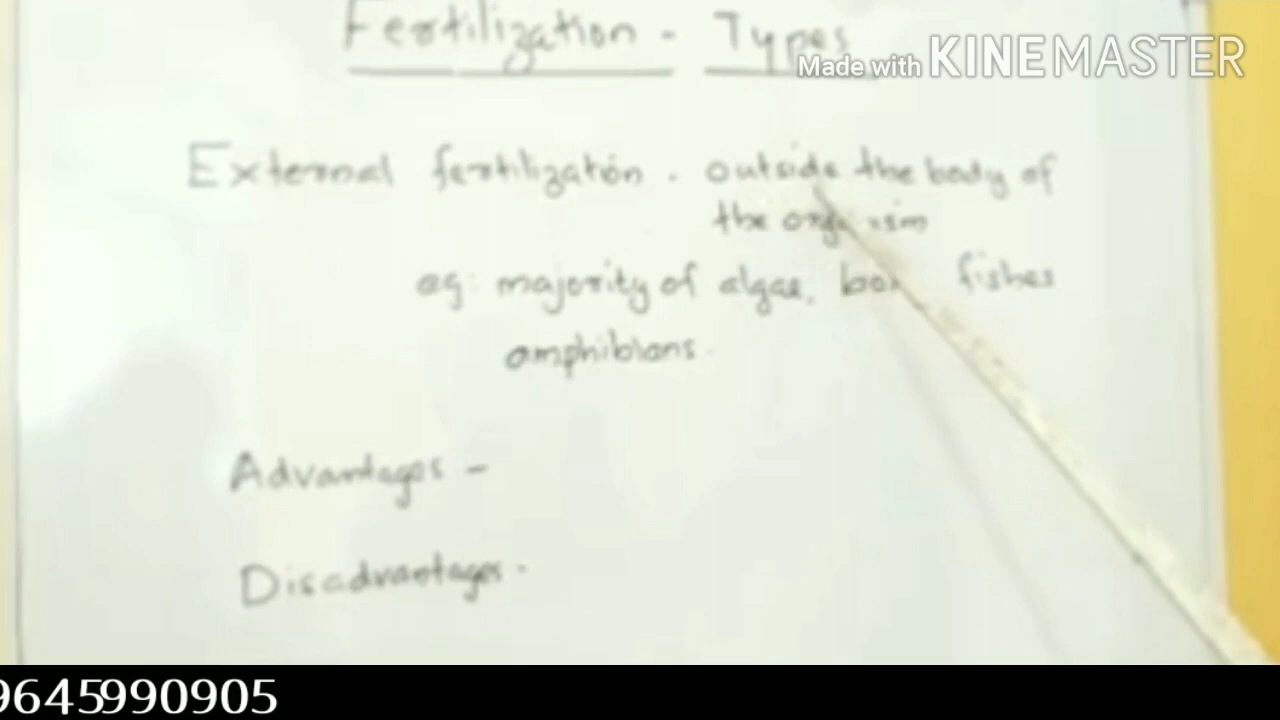 Fertilization - Types
Made with KINEMASTER
External fertilization. outside the body of
the
eg: majority of algae, fishes
amphibians.
Advantages -
Disadvantages -
9645990905